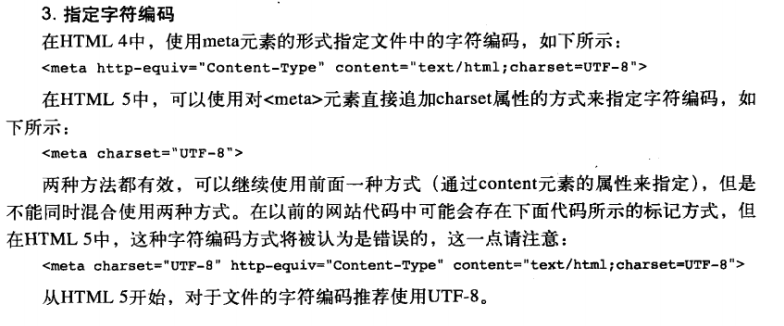 3. 指定字符编码
在HTML 4中，使用meta元素的形式指定文件中的字符编码，如下所示：
<meta http-equiv="Content-Type" content="text/html;charset=UTF-8">
在HTML 5中，可以使用对<meta>元素直接追加charset属性的方式来指定字符编码，如
下所示：
<meta charset="UTF-8">
两种方法都有效，可以继续使用前面一种方式（通过content元素的属性来指定），但是
不能同时混合使用两种方式。在以前的网站代码中可能会存在下面代码所示的标记方式，但
在HTML 5中，这种字符编码方式将被认为是错误的，这一点请注意：
<meta charset="UTF-8" http-equiv="Content-Type" content="text/html;charset=UTF-8">
从HTML 5开始，对于文件的字符编码推荐使用UTF-8。